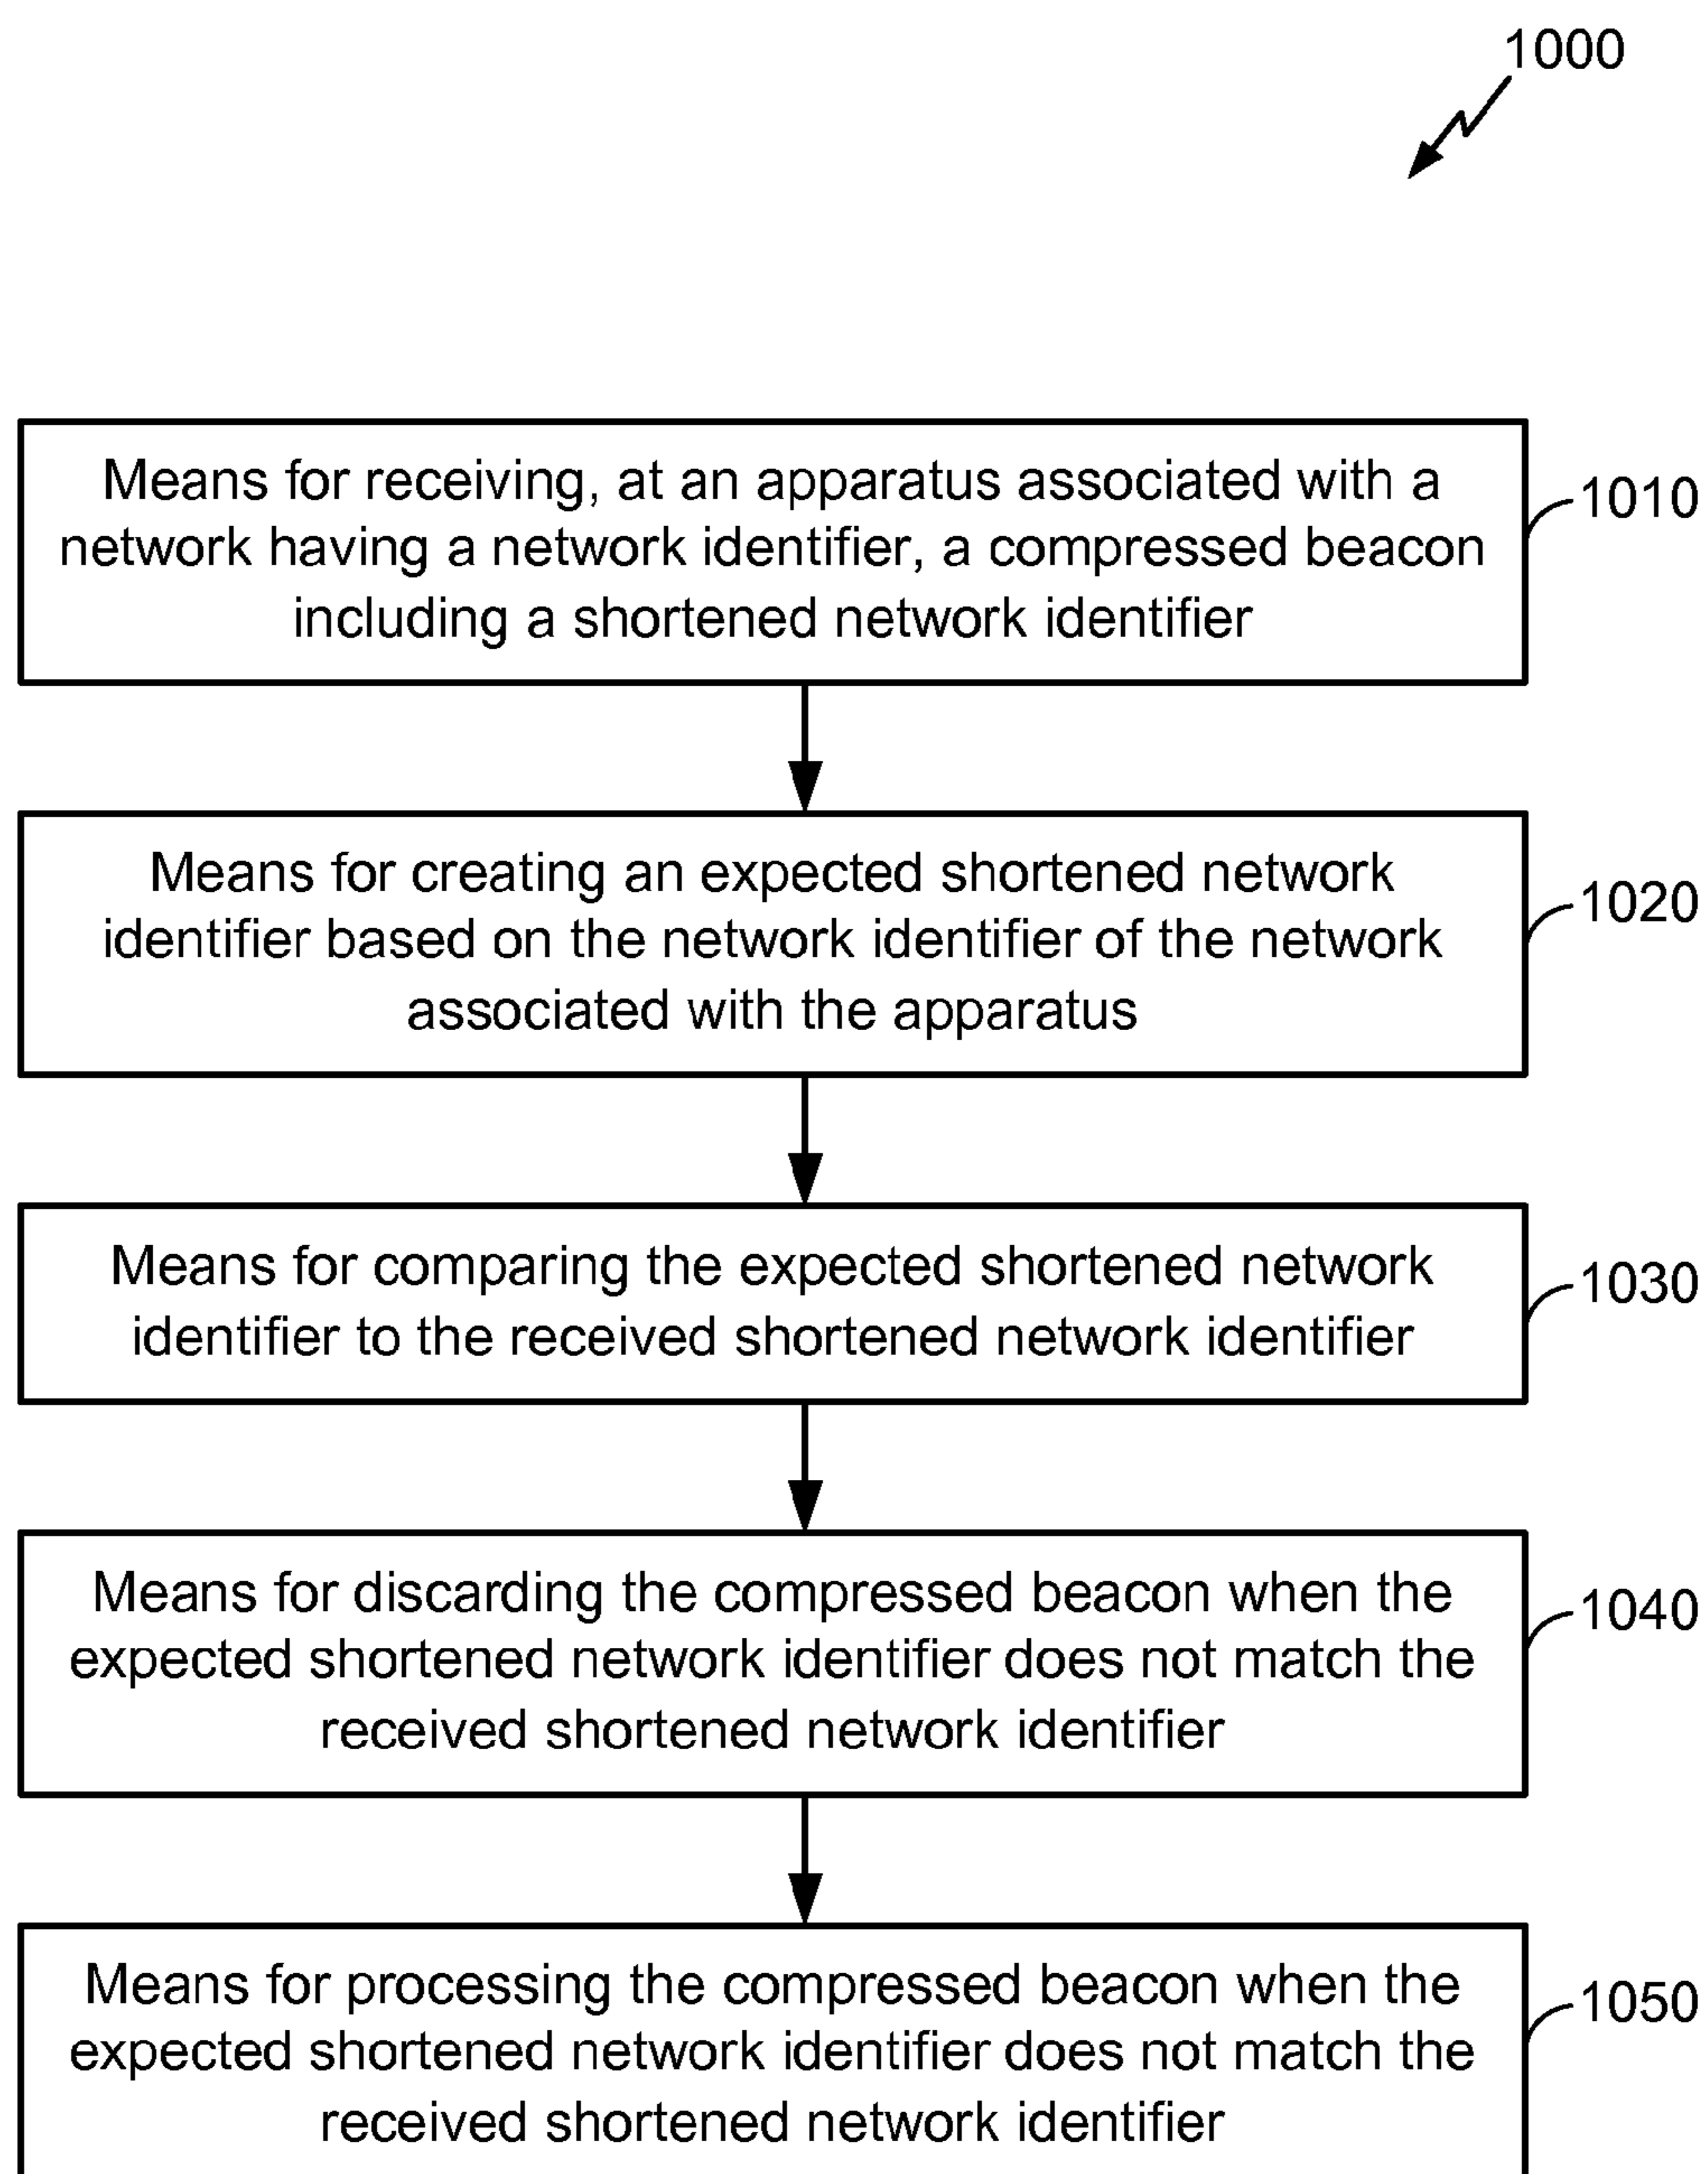 1000
Means for receiving, at an apparatus associated with a
network having a network identifier, a compressed beacon
including a shortened network identifier
1010
Means for creating an expected shortened network
identifier based on the network identifier of the network
associated with the apparatus
1020
Means for comparing the expected shortened network
identifier to the received shortened network identifier
1030
Means for discarding the compressed beacon when the
expected shortened network identifier does not match the
received shortened network identifier
1040
Means for processing the compressed beacon when the
expected shortened network identifier does not match the
received shortened network identifier
1050